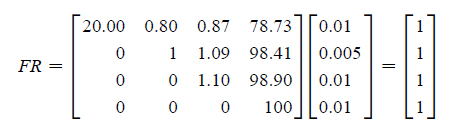 20.00 0.80 0.87 78.73 0.01 1
0 1 1.09 98.41 0.005 1
FR = =
0 0 1.10 98.90 0.01 1
0 0 0 100 0.01 1